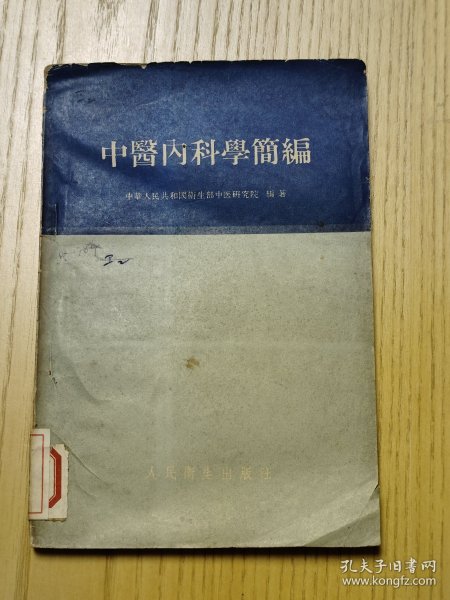 中醫內科學簡編
中華人民共和國衛生部中医研究院 編著
人民衛生出版社
孔夫子旧书网
www.kongfz.com